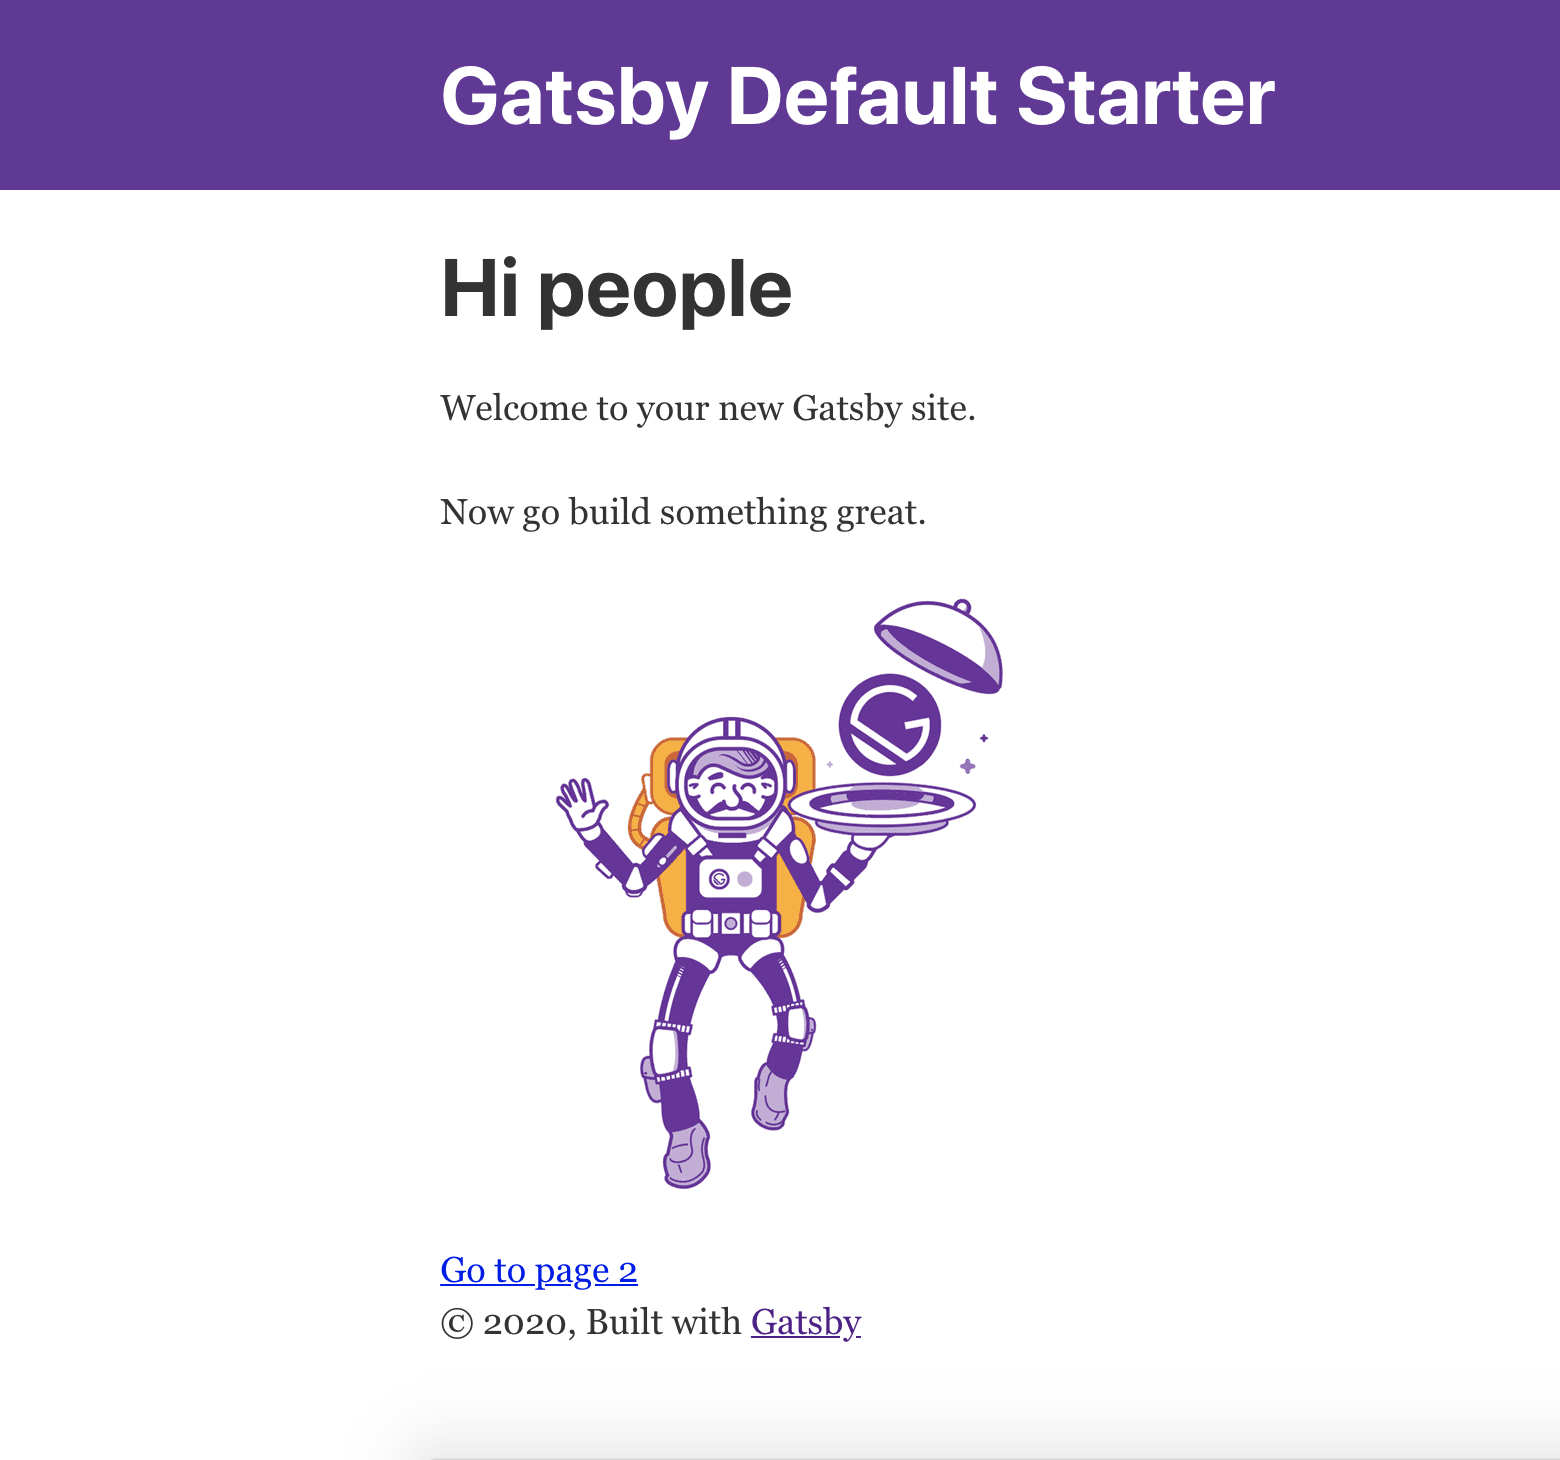 Gatsby Default Starter
Hi people
Welcome to your new Gatsby site.
Now go build something great.
Go to page 2
© 2020, Built with Gatsby